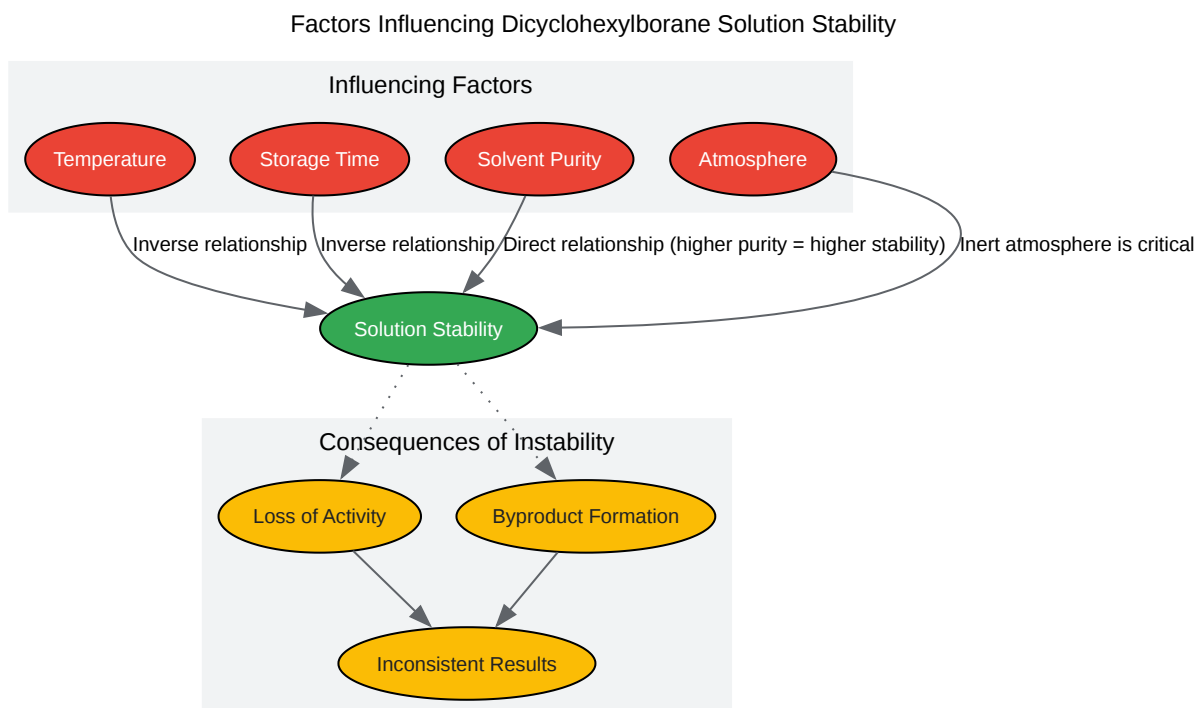 Factors Influencing Dicyclohexylborane Solution Stability
Influencing Factors
Temperature
Storage Time
Solvent Purity
Atmosphere
Inverse relationship
Inverse relationship
Direct relationship (higher purity = higher stability)
Inert atmosphere is critical
Solution Stability
Consequences of Instability
Loss of Activity
Byproduct Formation
Inconsistent Results